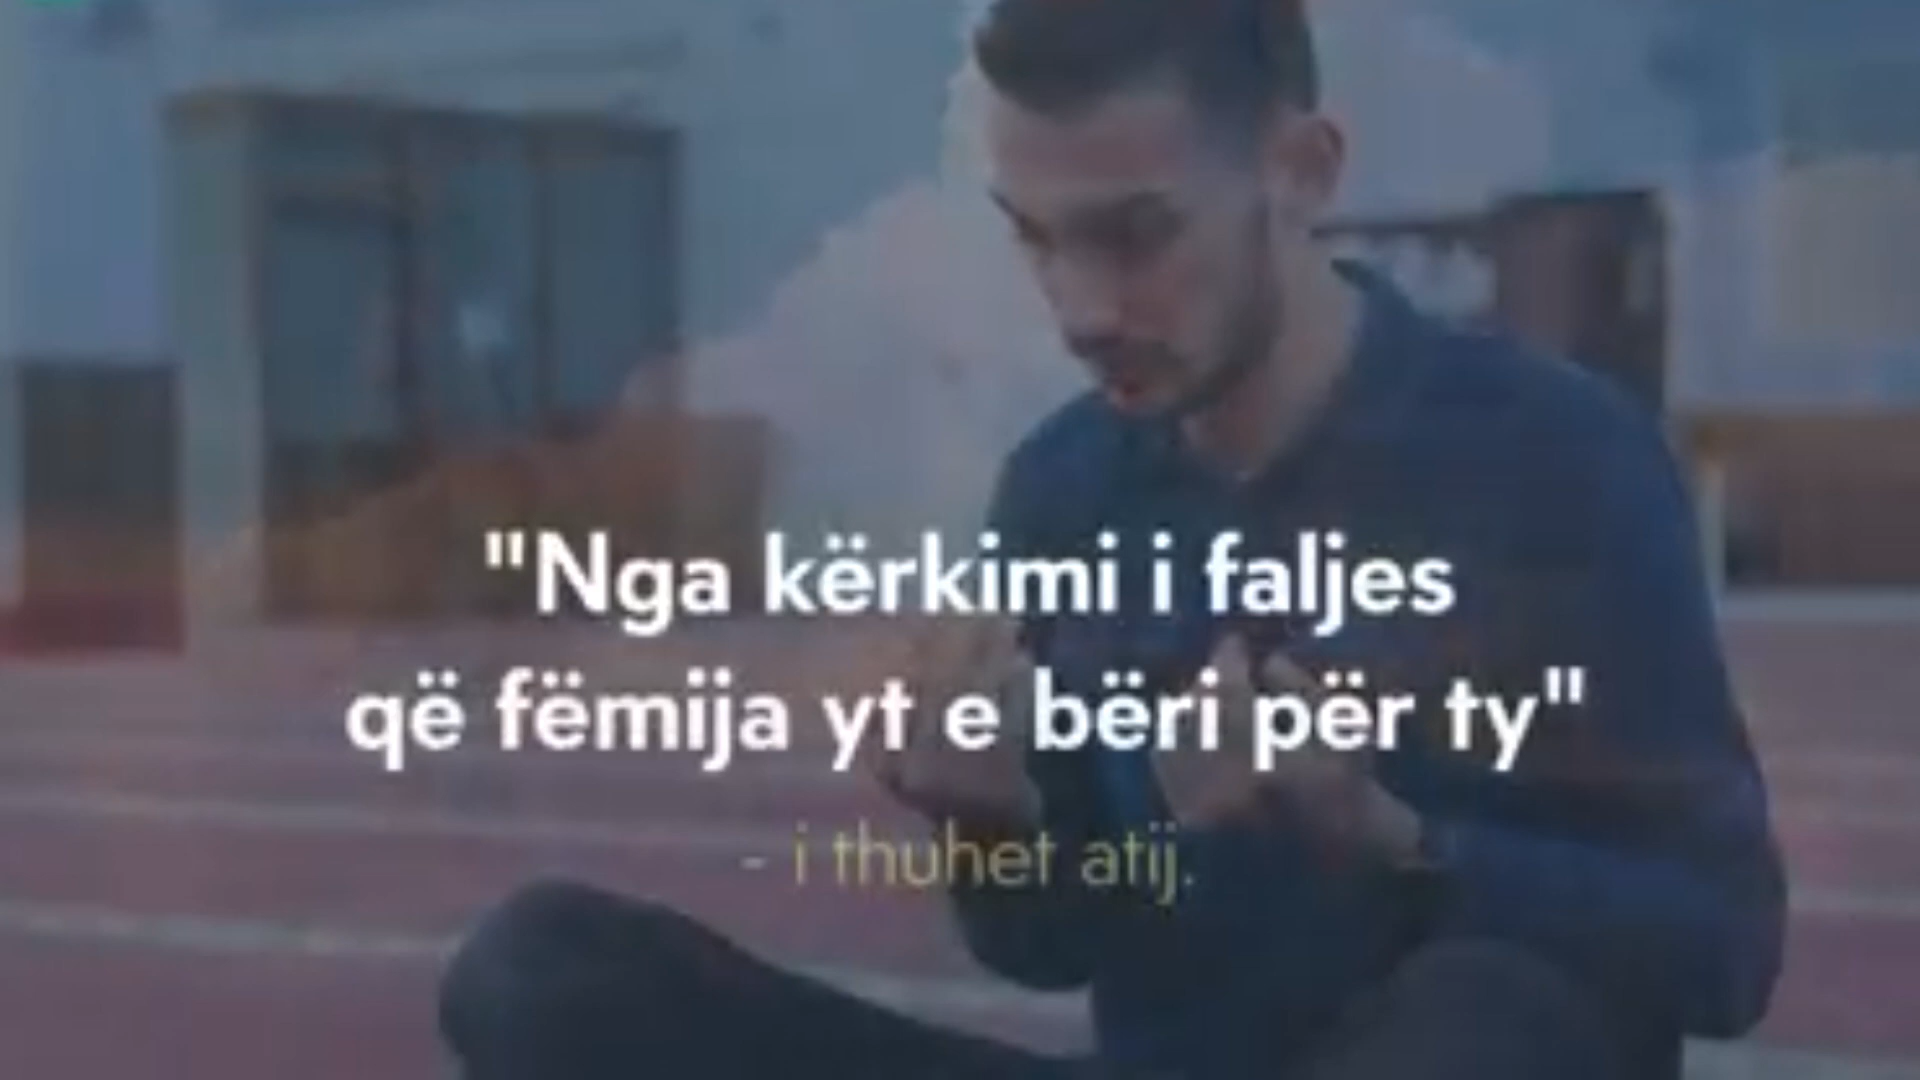 "Nga kërkimi i faljes
që fëmija yt e bëri për ty"
- i thuhet atij.